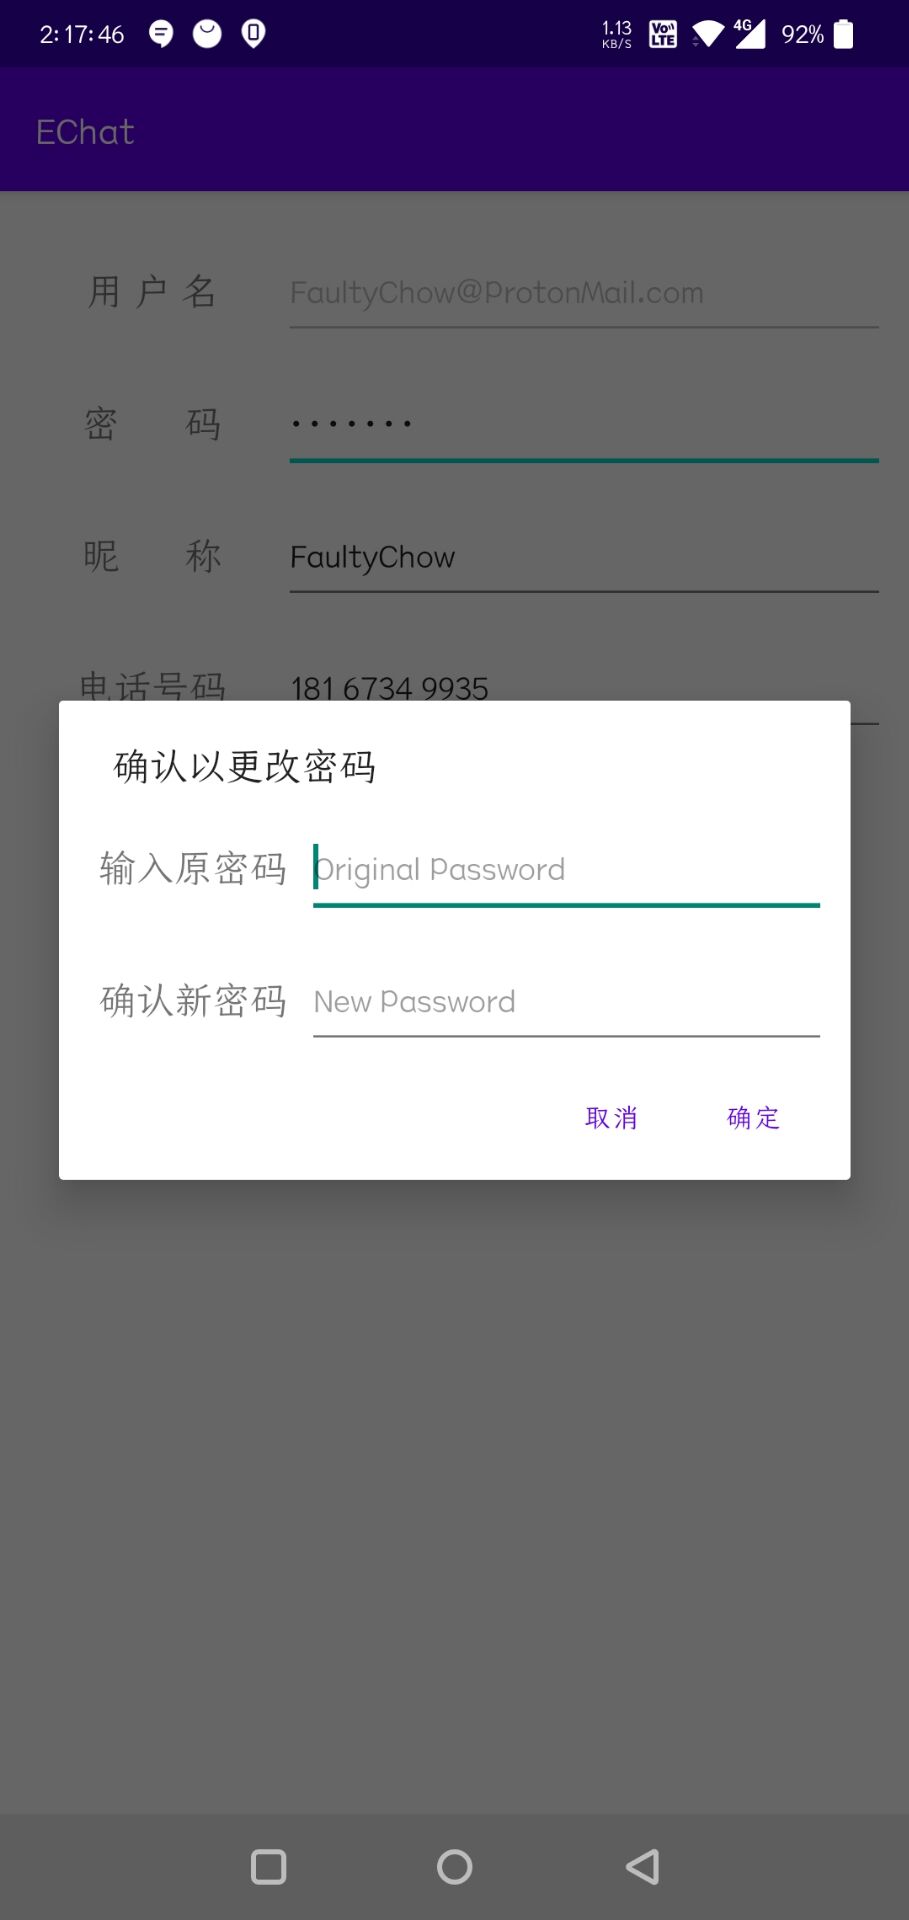 2:17:46 1.13 KB/S VoLTE 4G 92%
EChat
用户名 FaultyChow@ProtonMail.com
密 码 ·······
昵 称 FaultyChow
电话号码 181 6734 9935
确认以更改密码
输入原密码 Original Password
确认新密码 New Password
取消 确定